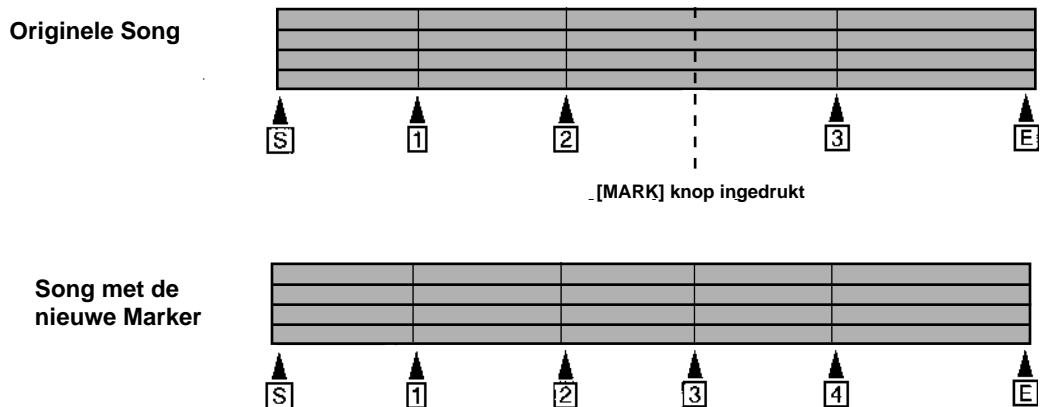 Originele Song
S 1 2 3 E
[MARK] knop ingedrukt
Song met de
nieuwe Marker
S 1 2 3 4 E